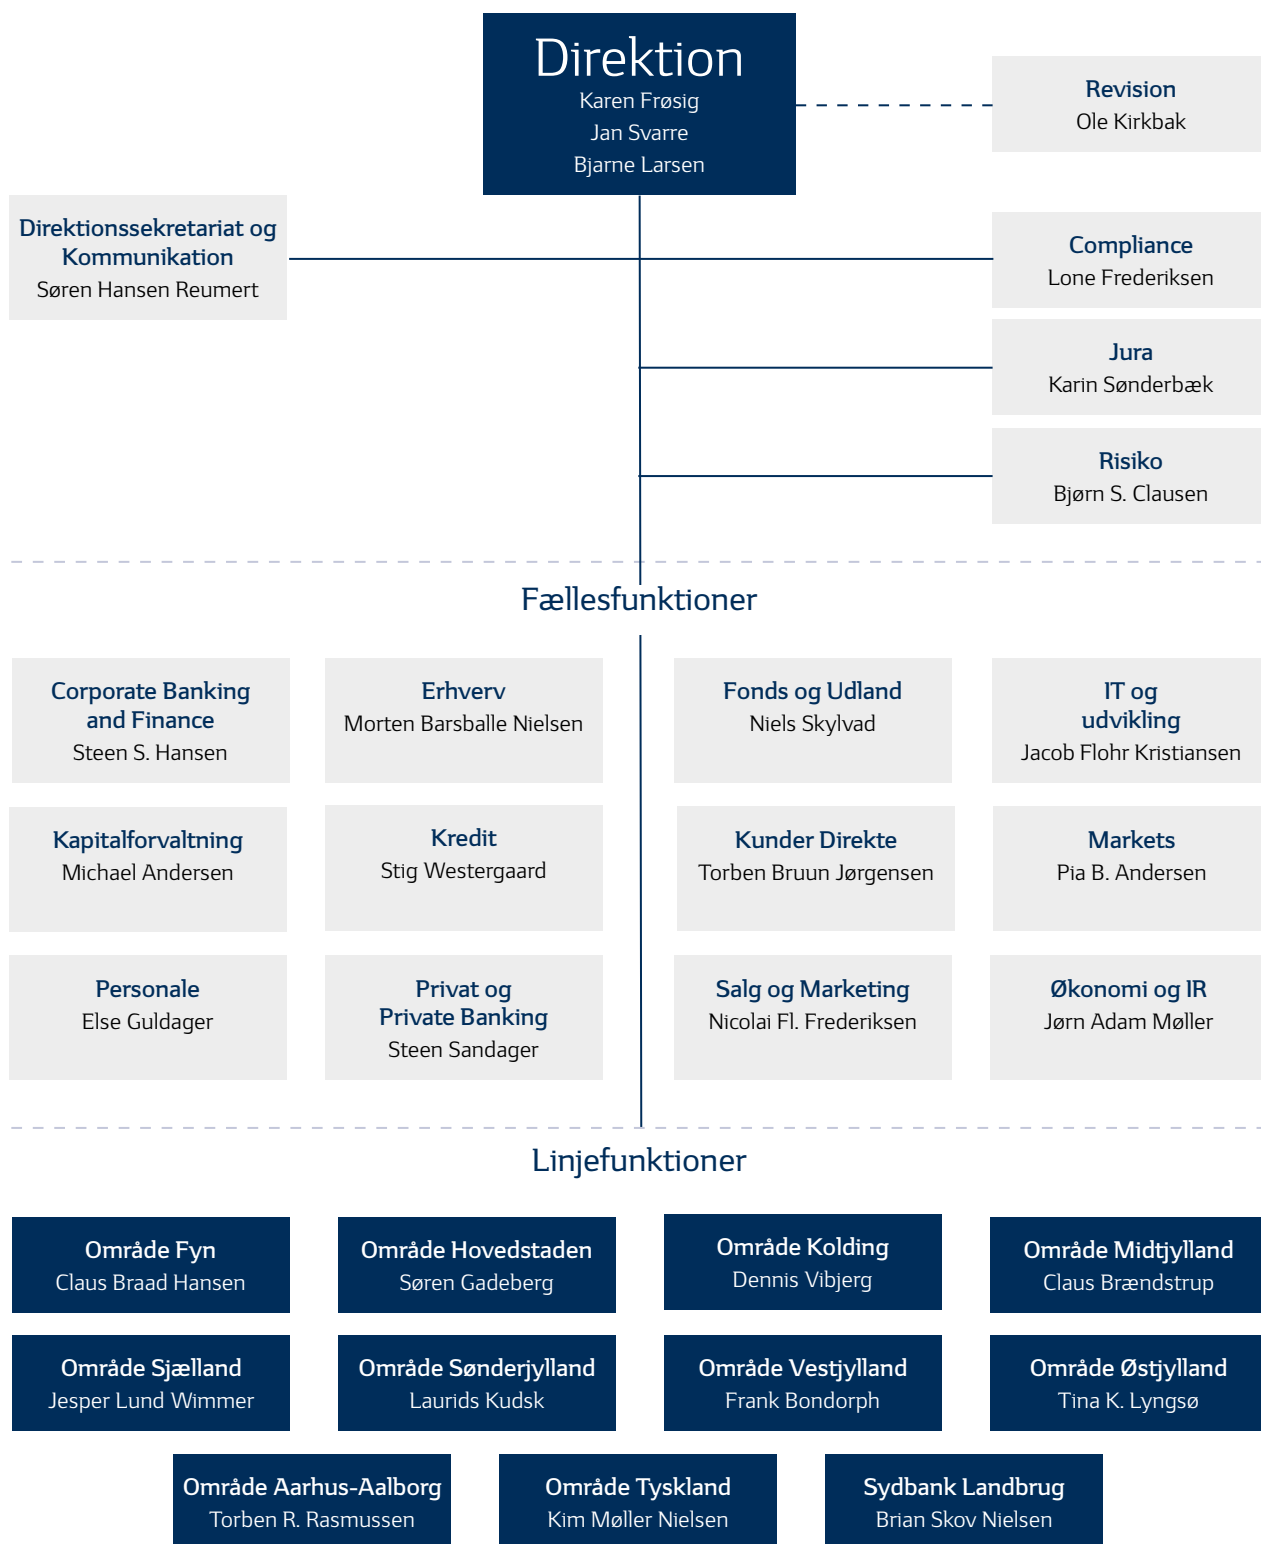 Direktion
Karen Frøsig
Jan Svarre
Bjarne Larsen
Revision
Ole Kirkbak
Direktionssekretariat og
Kommunikation
Søren Hansen Reumert
Compliance
Lone Frederiksen
Jura
Karin Sønderbæk
Risiko
Bjørn S. Clausen
Fællesfunktioner
Corporate Banking
and Finance
Steen S. Hansen
Erhverv
Morten Barsballe Nielsen
Fonds og Udland
Niels Skylvad
IT og
udvikling
Jacob Flohr Kristiansen
Kapitalforvaltning
Michael Andersen
Kredit
Stig Westergaard
Kunder Direkte
Torben Bruun Jørgensen
Markets
Pia B. Andersen
Personale
Else Guldager
Privat og
Private Banking
Steen Sandager
Salg og Marketing
Nicolai Fl. Frederiksen
Økonomi og IR
Jørn Adam Møller
Linjefunktioner
Område Fyn
Claus Braad Hansen
Område Hovedstaden
Søren Gadeberg
Område Kolding
Dennis Vibjerg
Område Midtjylland
Claus Brændstrup
Område Sjælland
Jesper Lund Wimmer
Område Sønderjylland
Laurids Kudsk
Område Vestjylland
Frank Bondorph
Område Østjylland
Tina K. Lyngsø
Område Aarhus-Aalborg
Torben R. Rasmussen
Område Tyskland
Kim Møller Nielsen
Sydbank Landbrug
Brian Skov Nielsen